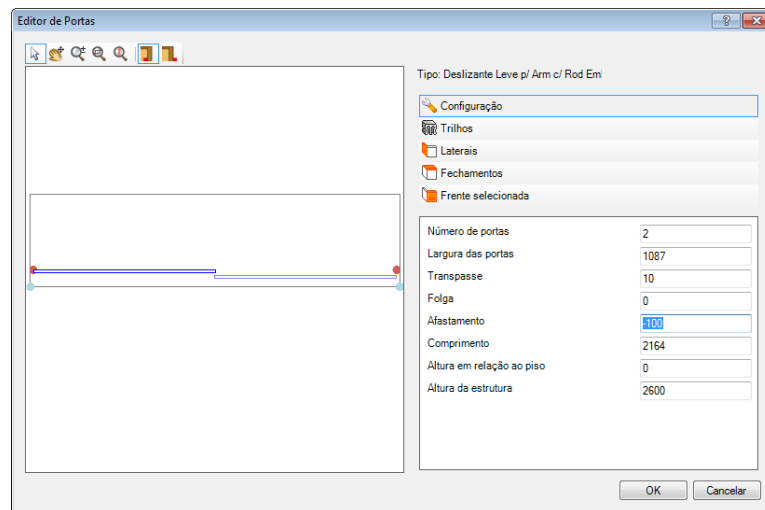 Editor de Portas
Tipo: Deslizante Leve p/ Arm c/ Rod Em
Configuração
Trilhos
Laterais
Fechamentos
Frente selecionada
Número de portas 2
Largura das portas 1087
Transpasse 10
Folga 0
Afastamento -100
Comprimento 2164
Altura em relação ao piso 0
Altura da estrutura 2600
OK Cancelar